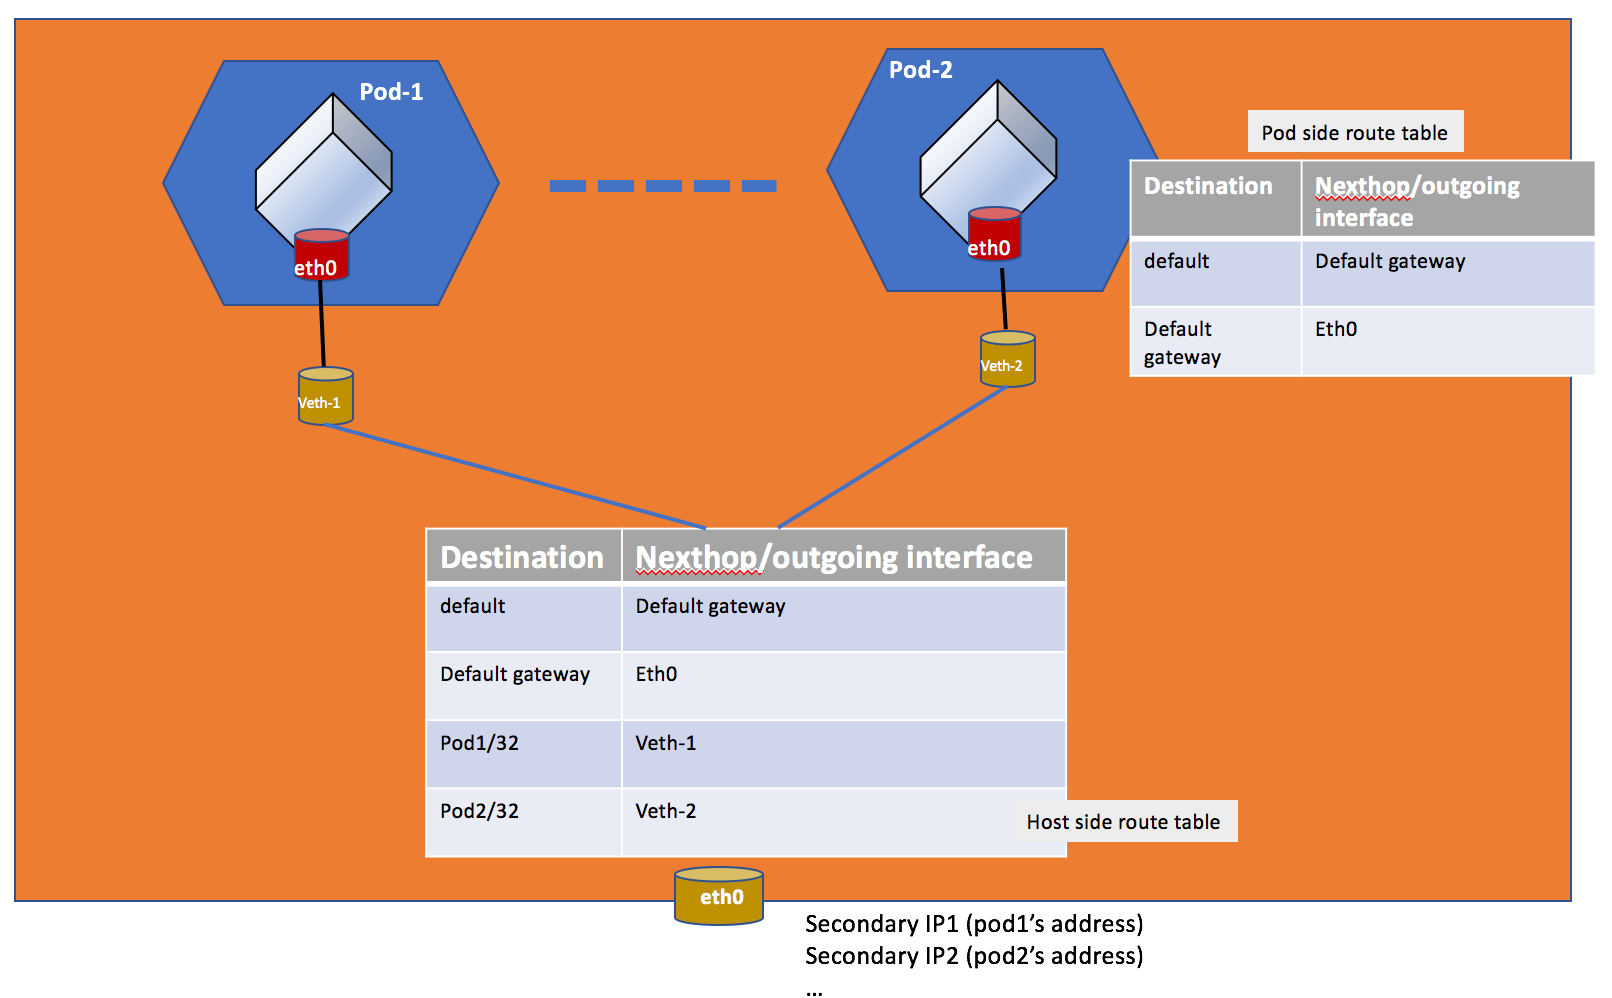 Pod-1
eth0
Veth-1
Pod-2
eth0
Veth-2
Pod side route table
Destination
Nexthop/outgoing
interface
default
Default gateway
Default
gateway
Eth0
Destination
Nexthop/outgoing interface
default
Default gateway
Default gateway
Eth0
Pod1/32
Veth-1
Pod2/32
Veth-2
Host side route table
eth0
Secondary IP1 (pod1’s address)
Secondary IP2 (pod2’s address)
…